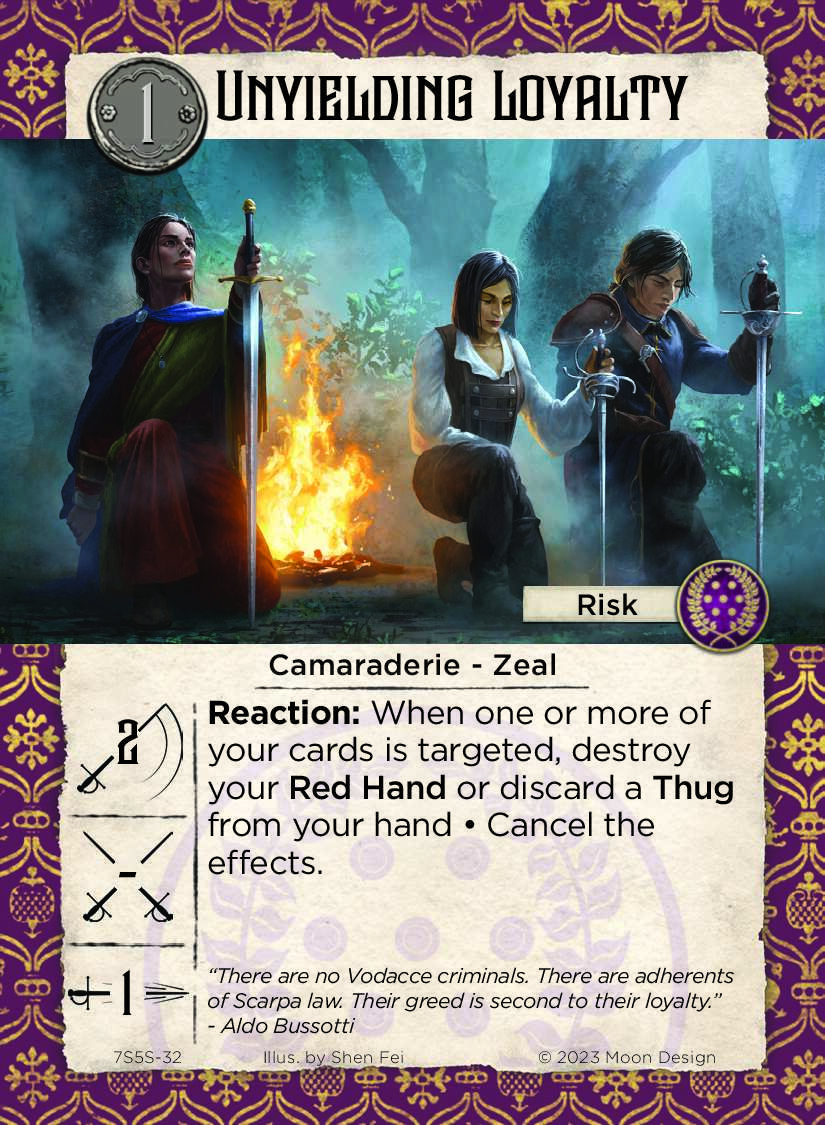 1
UNYIELDING LOYALTY
Risk
Camaraderie - Zeal
2
-
1
Reaction: When one or more of
your cards is targeted, destroy
your Red Hand or discard a Thug
from your hand • Cancel the
effects.
“There are no Vodacce criminals. There are adherents
of Scarpa law. Their greed is second to their loyalty.”
- Aldo Bussotti
7S5S-32 Illus. by Shen Fei © 2023 Moon Design